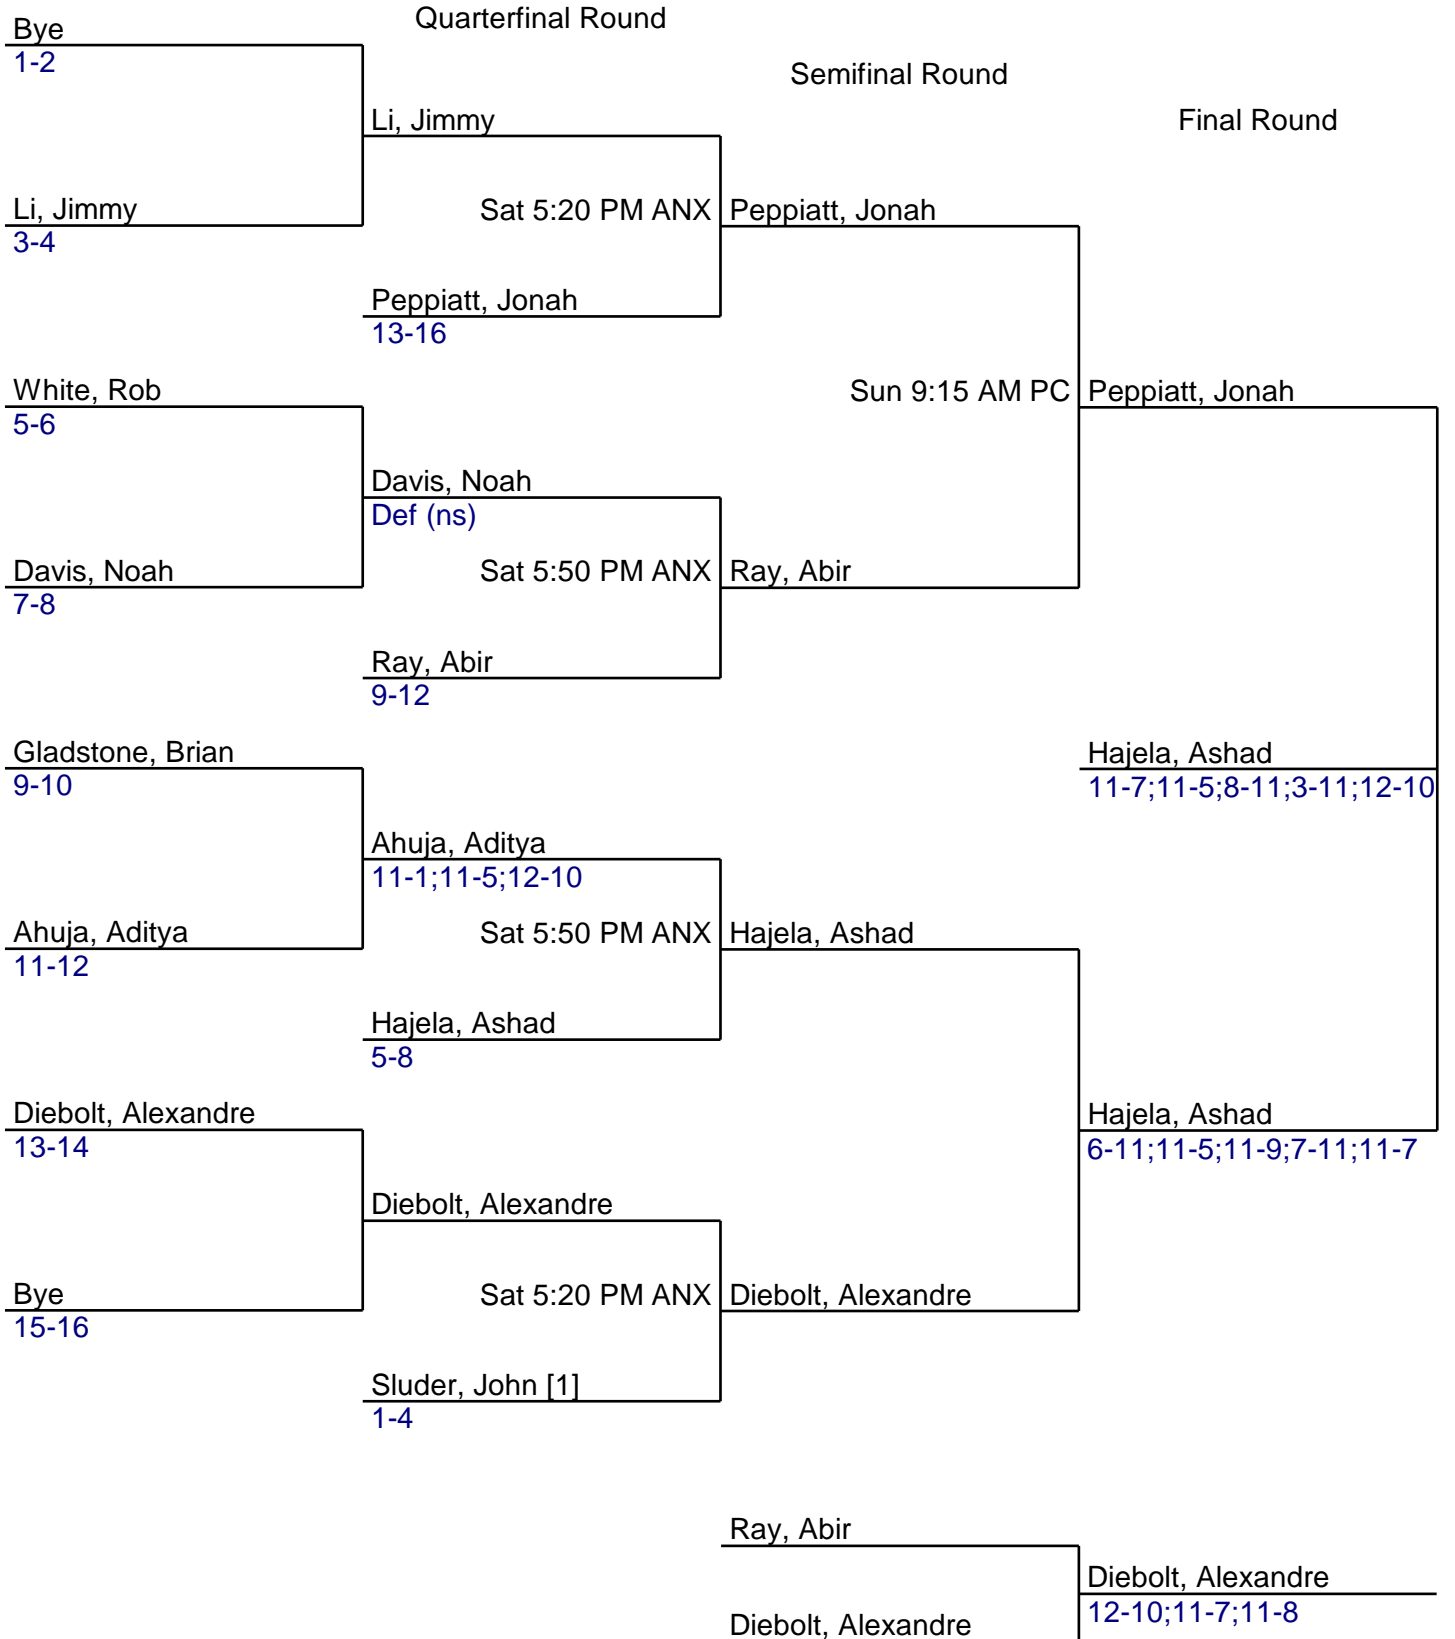 Bye
1-2
Quarterfinal Round
Semifinal Round
Final Round
Li, Jimmy
Li, Jimmy
3-4
Sat 5:20 PM ANX
Peppiatt, Jonah
Peppiatt, Jonah
13-16
White, Rob
5-6
Sun 9:15 AM PC
Peppiatt, Jonah
Davis, Noah
Def (ns)
Davis, Noah
7-8
Sat 5:50 PM ANX
Ray, Abir
Ray, Abir
9-12
Gladstone, Brian
9-10
Hajela, Ashad
11-7;11-5;8-11;3-11;12-10
Ahuja, Aditya
11-1;11-5;12-10
Ahuja, Aditya
11-12
Sat 5:50 PM ANX
Hajela, Ashad
Hajela, Ashad
5-8
Diebolt, Alexandre
13-14
Hajela, Ashad
6-11;11-5;11-9;7-11;11-7
Diebolt, Alexandre
Bye
15-16
Sat 5:20 PM ANX
Diebolt, Alexandre
Sluder, John [1]
1-4
Ray, Abir
Diebolt, Alexandre
12-10;11-7;11-8
Diebolt, Alexandre